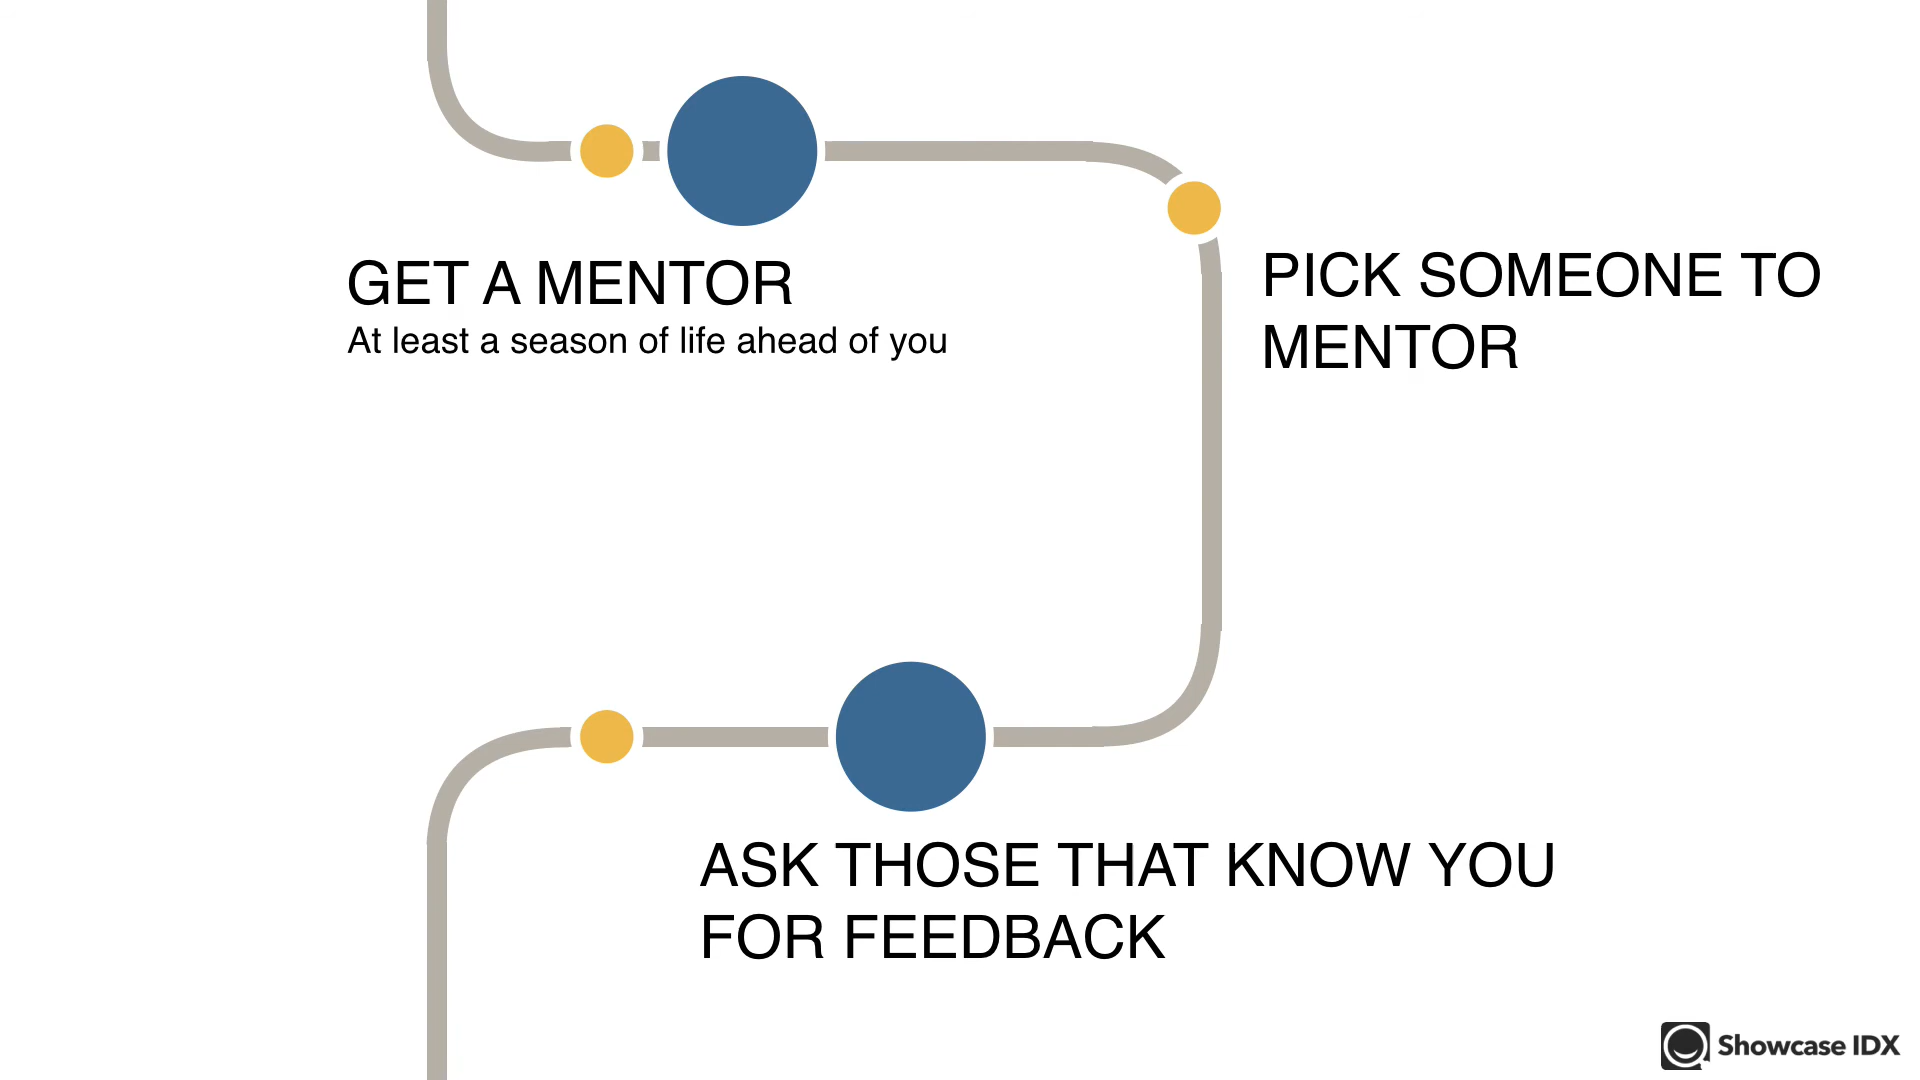 GET A MENTOR
At least a season of life ahead of you
PICK SOMEONE TO
MENTOR
ASK THOSE THAT KNOW YOU
FOR FEEDBACK
Showcase IDX